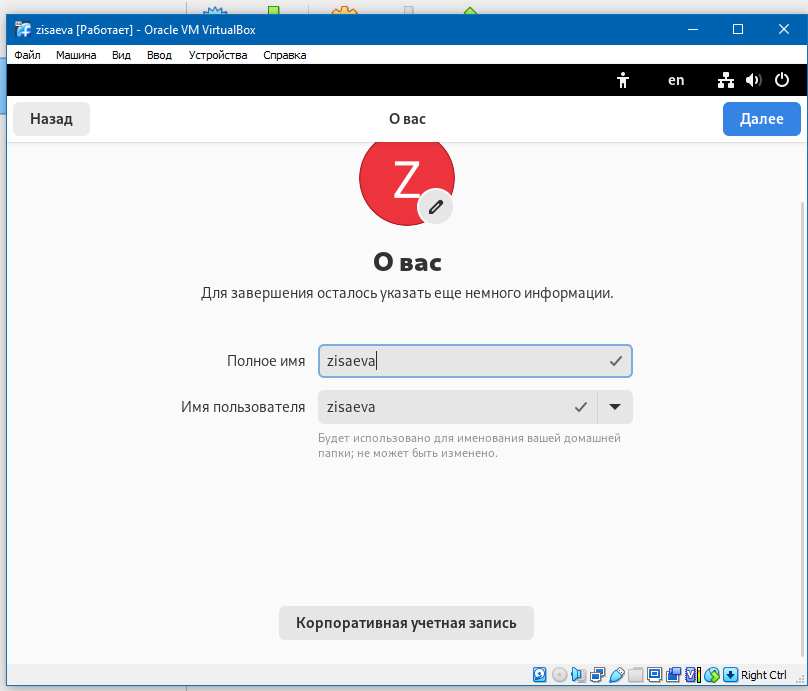 zisaeva [Работает] - Oracle VM VirtualBox
Файл Машина Вид Ввод Устройства Справка
en
Назад О вас Далее
Z
О вас
Для завершения осталось указать еще немного информации.
Полное имя zisaeva
Имя пользователя zisaeva
Будет использовано для именования вашей домашней
папки; не может быть изменено.
Корпоративная учетная запись
Right Ctrl